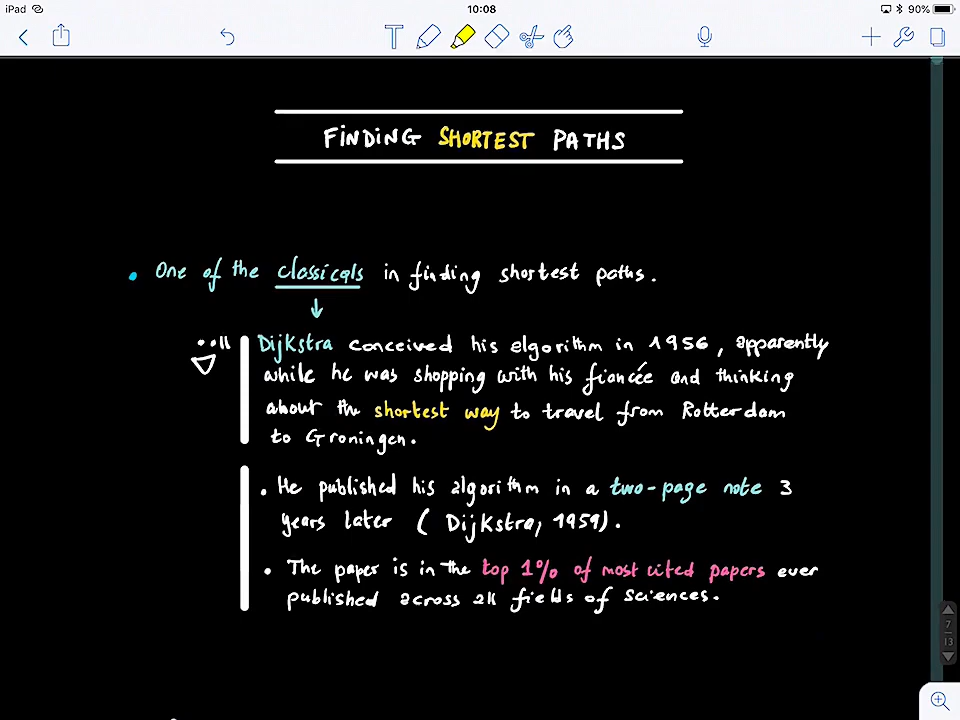 iPad
10:08
90%
FINDING SHORTEST PATHS
• One of the classicals in finding shortest paths.
Dijkstra conceived his algorithm in 1956, apparently
while he was shopping with his fiancée and thinking
about the shortest way to travel from Rotterdam
to Groningen.
• He published his algorithm in a two-page note 3
years later (Dijkstra, 1959).
• The paper is in the top 1% of most cited papers ever
published across all fields of sciences.
7
13